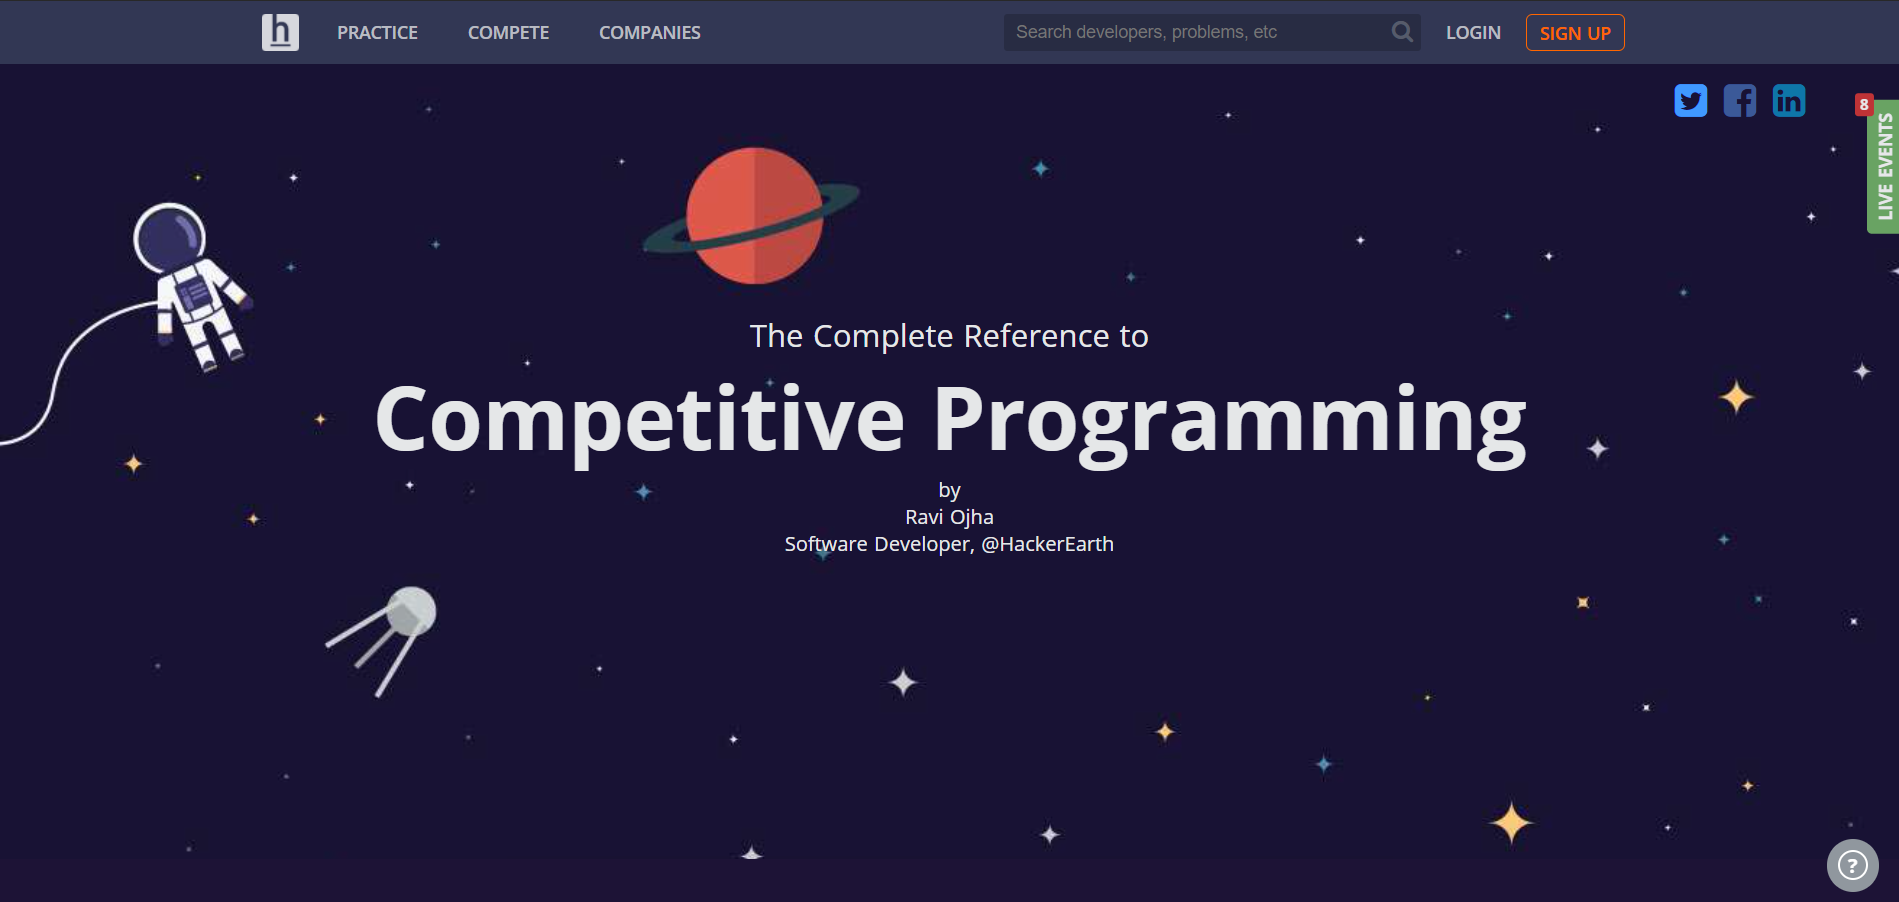 h PRACTICE COMPETE COMPANIES Search developers, problems, etc LOGIN SIGN UP
8
LIVE EVENTS
The Complete Reference to
Competitive Programming
by
Ravi Ojha
Software Developer, @HackerEarth
?